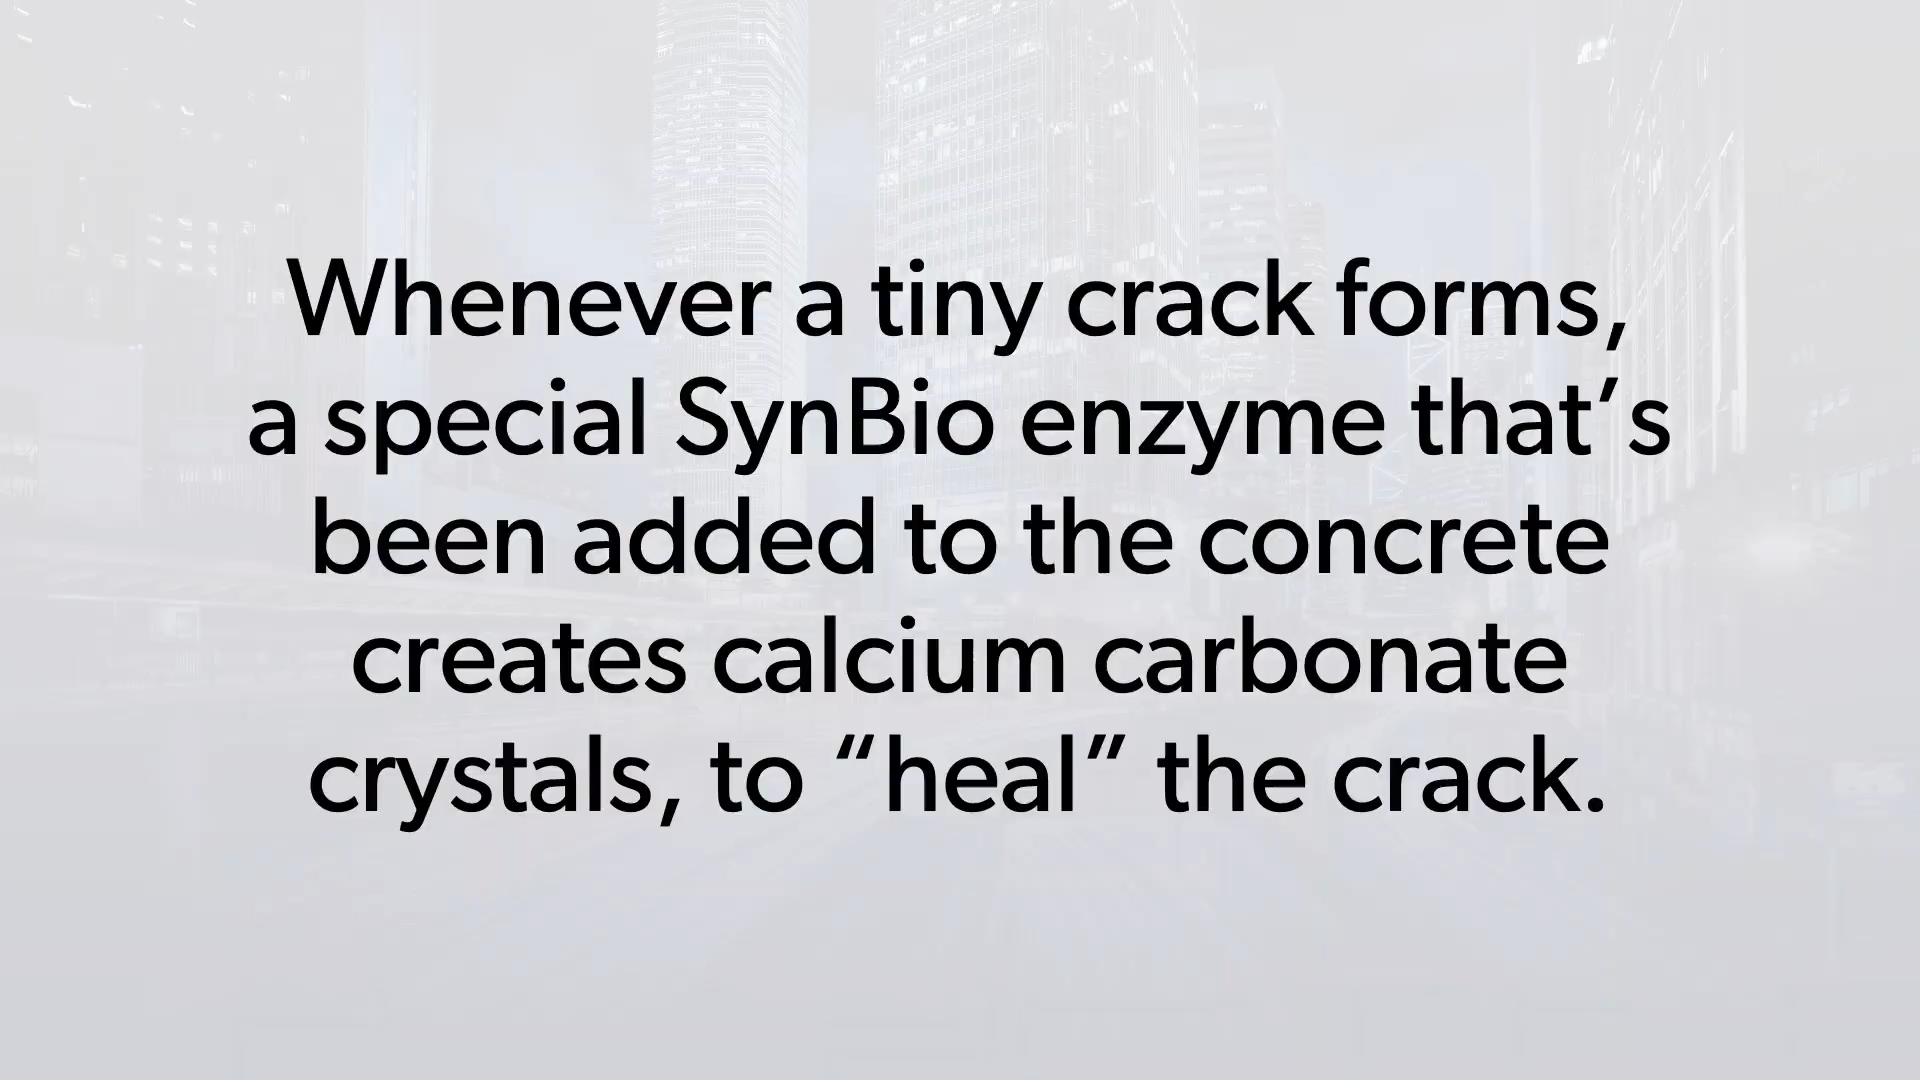 Whenever a tiny crack forms,
a special SynBio enzyme that’s
been added to the concrete
creates calcium carbonate
crystals, to “heal” the crack.